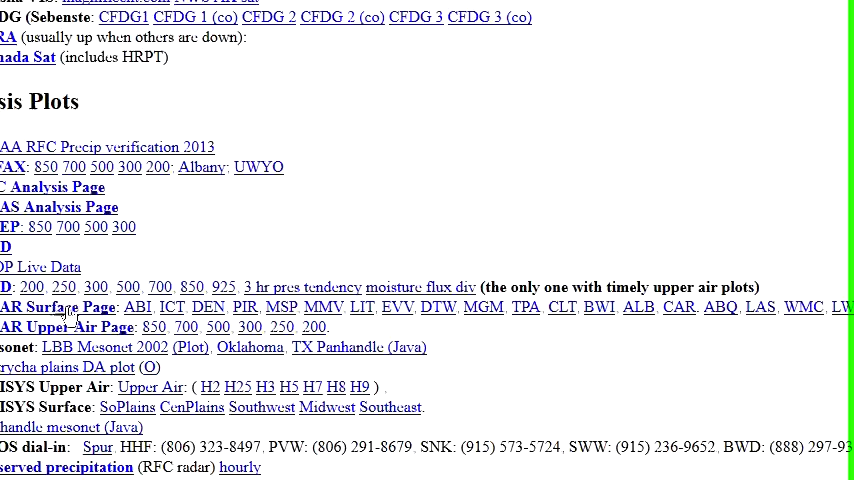 DG (Sebenste: CFDG1 CFDG 1 (co) CFDG 2 CFDG 2 (co) CFDG 3 CFDG 3 (co)
RA (usually up when others are down):
nada Sat (includes HRPT)
sis Plots
AA RFC Precip verification 2013
FAX: 850 700 500 300 200; Albany; UWYO
C Analysis Page
AS Analysis Page
EP: 850 700 500 300
D
OP Live Data
D: 200, 250, 300, 500, 700, 850, 925, 3 hr pres tendency moisture flux div (the only one with timely upper air plots)
AR Surface Page: ABI, ICT, DEN, PIR, MSP, MMV, LIT, EVV, DTW, MGM, TPA, CLT, BWI, ALB, CAR, ABQ, LAS, WMC, LW
AR Upper-Air Page: 850, 700, 500, 300, 250, 200.
sonet: LBB Mesonet 2002 (Plot), Oklahoma, TX Panhandle (Java)
rycha plains DA plot (O)
ISYS Upper Air: Upper Air: ( H2 H25 H3 H5 H7 H8 H9 ) ,
ISYS Surface: SoPlains CenPlains Southwest Midwest Southeast.
handle mesonet (Java)
OS dial-in: Spur, HHF: (806) 323-8497, PVW: (806) 291-8679, SNK: (915) 573-5724, SWW: (915) 236-9652, BWD: (888) 297-93
served precipitation (RFC radar) hourly